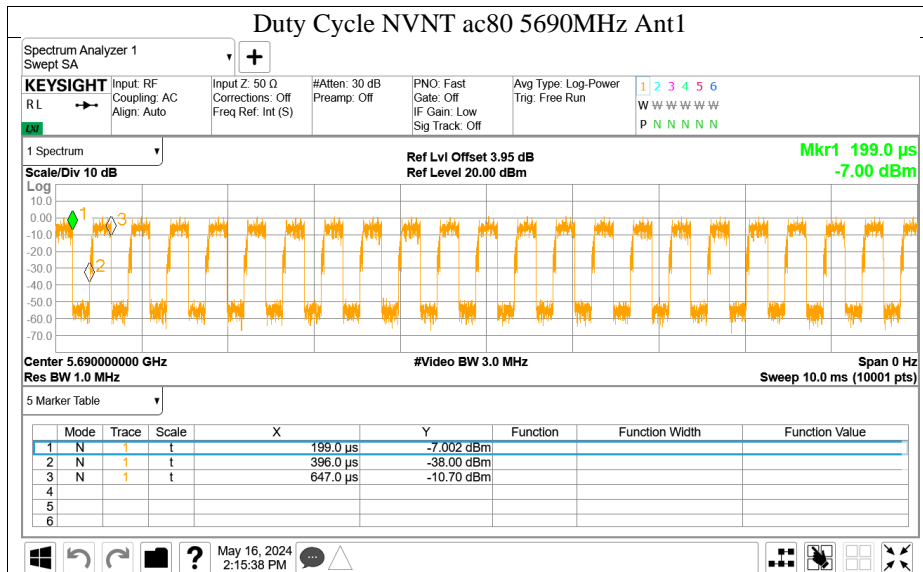 Duty Cycle NVNT ac80 5690MHz Ant1
Spectrum Analyzer 1
Swept SA
KEYSIGHT Input: RF Input Z: 50 Ω #Atten: 30 dB PNO: Fast Avg Type: Log-Power 1 2 3 4 5 6
R L Coupling: AC Corrections: Off Preamp: Off Gate: Off Trig: Free Run W W W W W W
Align: Auto Freq Ref: Int (S) IF Gain: Low
LXI Sig Track: Off P N N N N N
1 Spectrum Ref Lvl Offset 3.95 dB Mkr1 199.0 µs
Scale/Div 10 dB Ref Level 20.00 dBm -7.00 dBm
Log
10.0
0.00 1 3
-10.0
-20.0
-30.0 2
-40.0
-50.0
-60.0
-70.0
Center 5.690000000 GHz #Video BW 3.0 MHz Span 0 Hz
Res BW 1.0 MHz Sweep 10.0 ms (10001 pts)
5 Marker Table
Mode Trace Scale X Y Function Function Width Function Value
1 N 1 t 199.0 µs -7.002 dBm
2 N 1 t 396.0 µs -38.00 dBm
3 N 1 t 647.0 µs -10.70 dBm
4
5
6
? May 16, 2024
2:15:38 PM